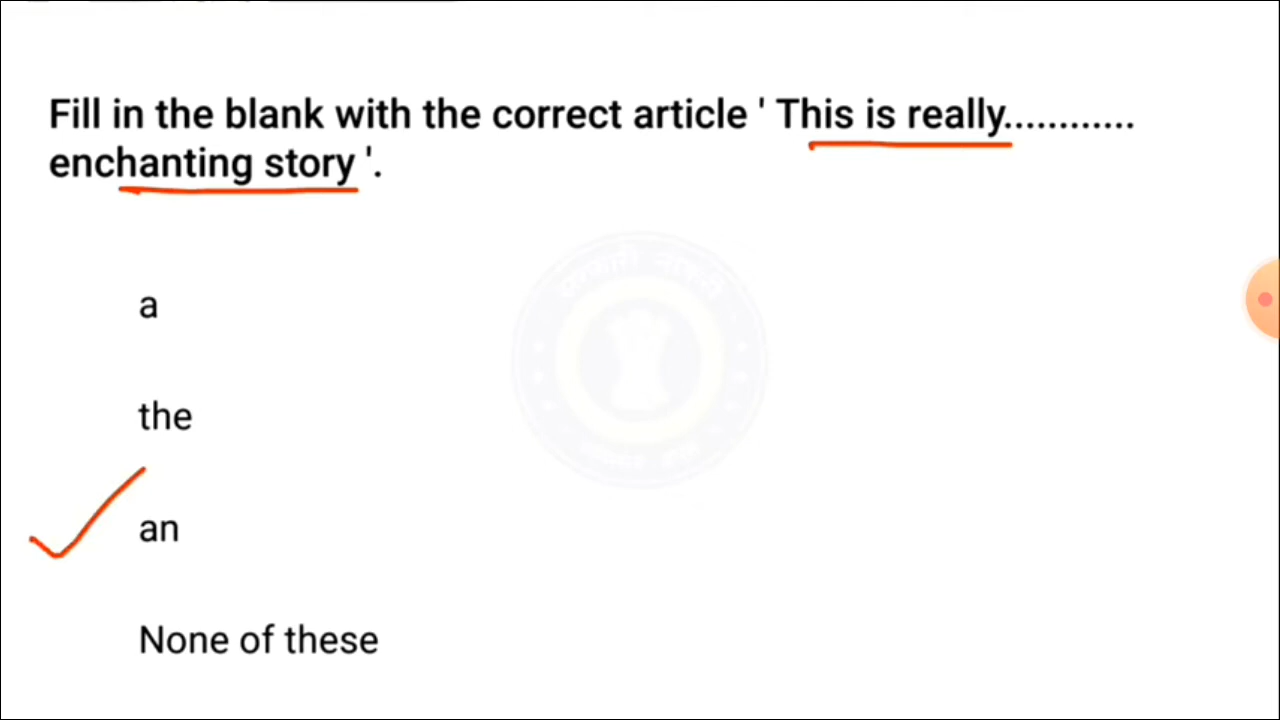 Fill in the blank with the correct article ' This is really............
enchanting story '.
a
the
an
None of these